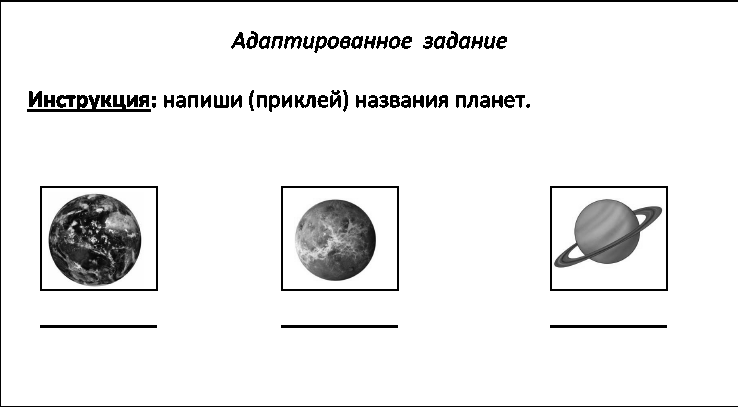 Адаптированное задание
Инструкция: напиши (приклей) названия планет.